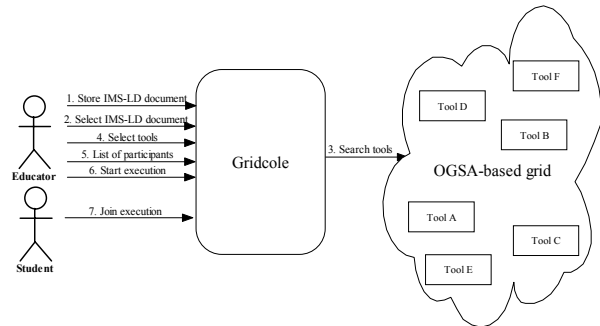 1. Store IMS-LD document
2. Select IMS-LD document
4. Select tools
5. List of participants
6. Start execution
Educator
7. Join execution
Student
Gridcole
3. Search tools
Tool F
Tool D
Tool B
OGSA-based grid
Tool A
Tool C
Tool E